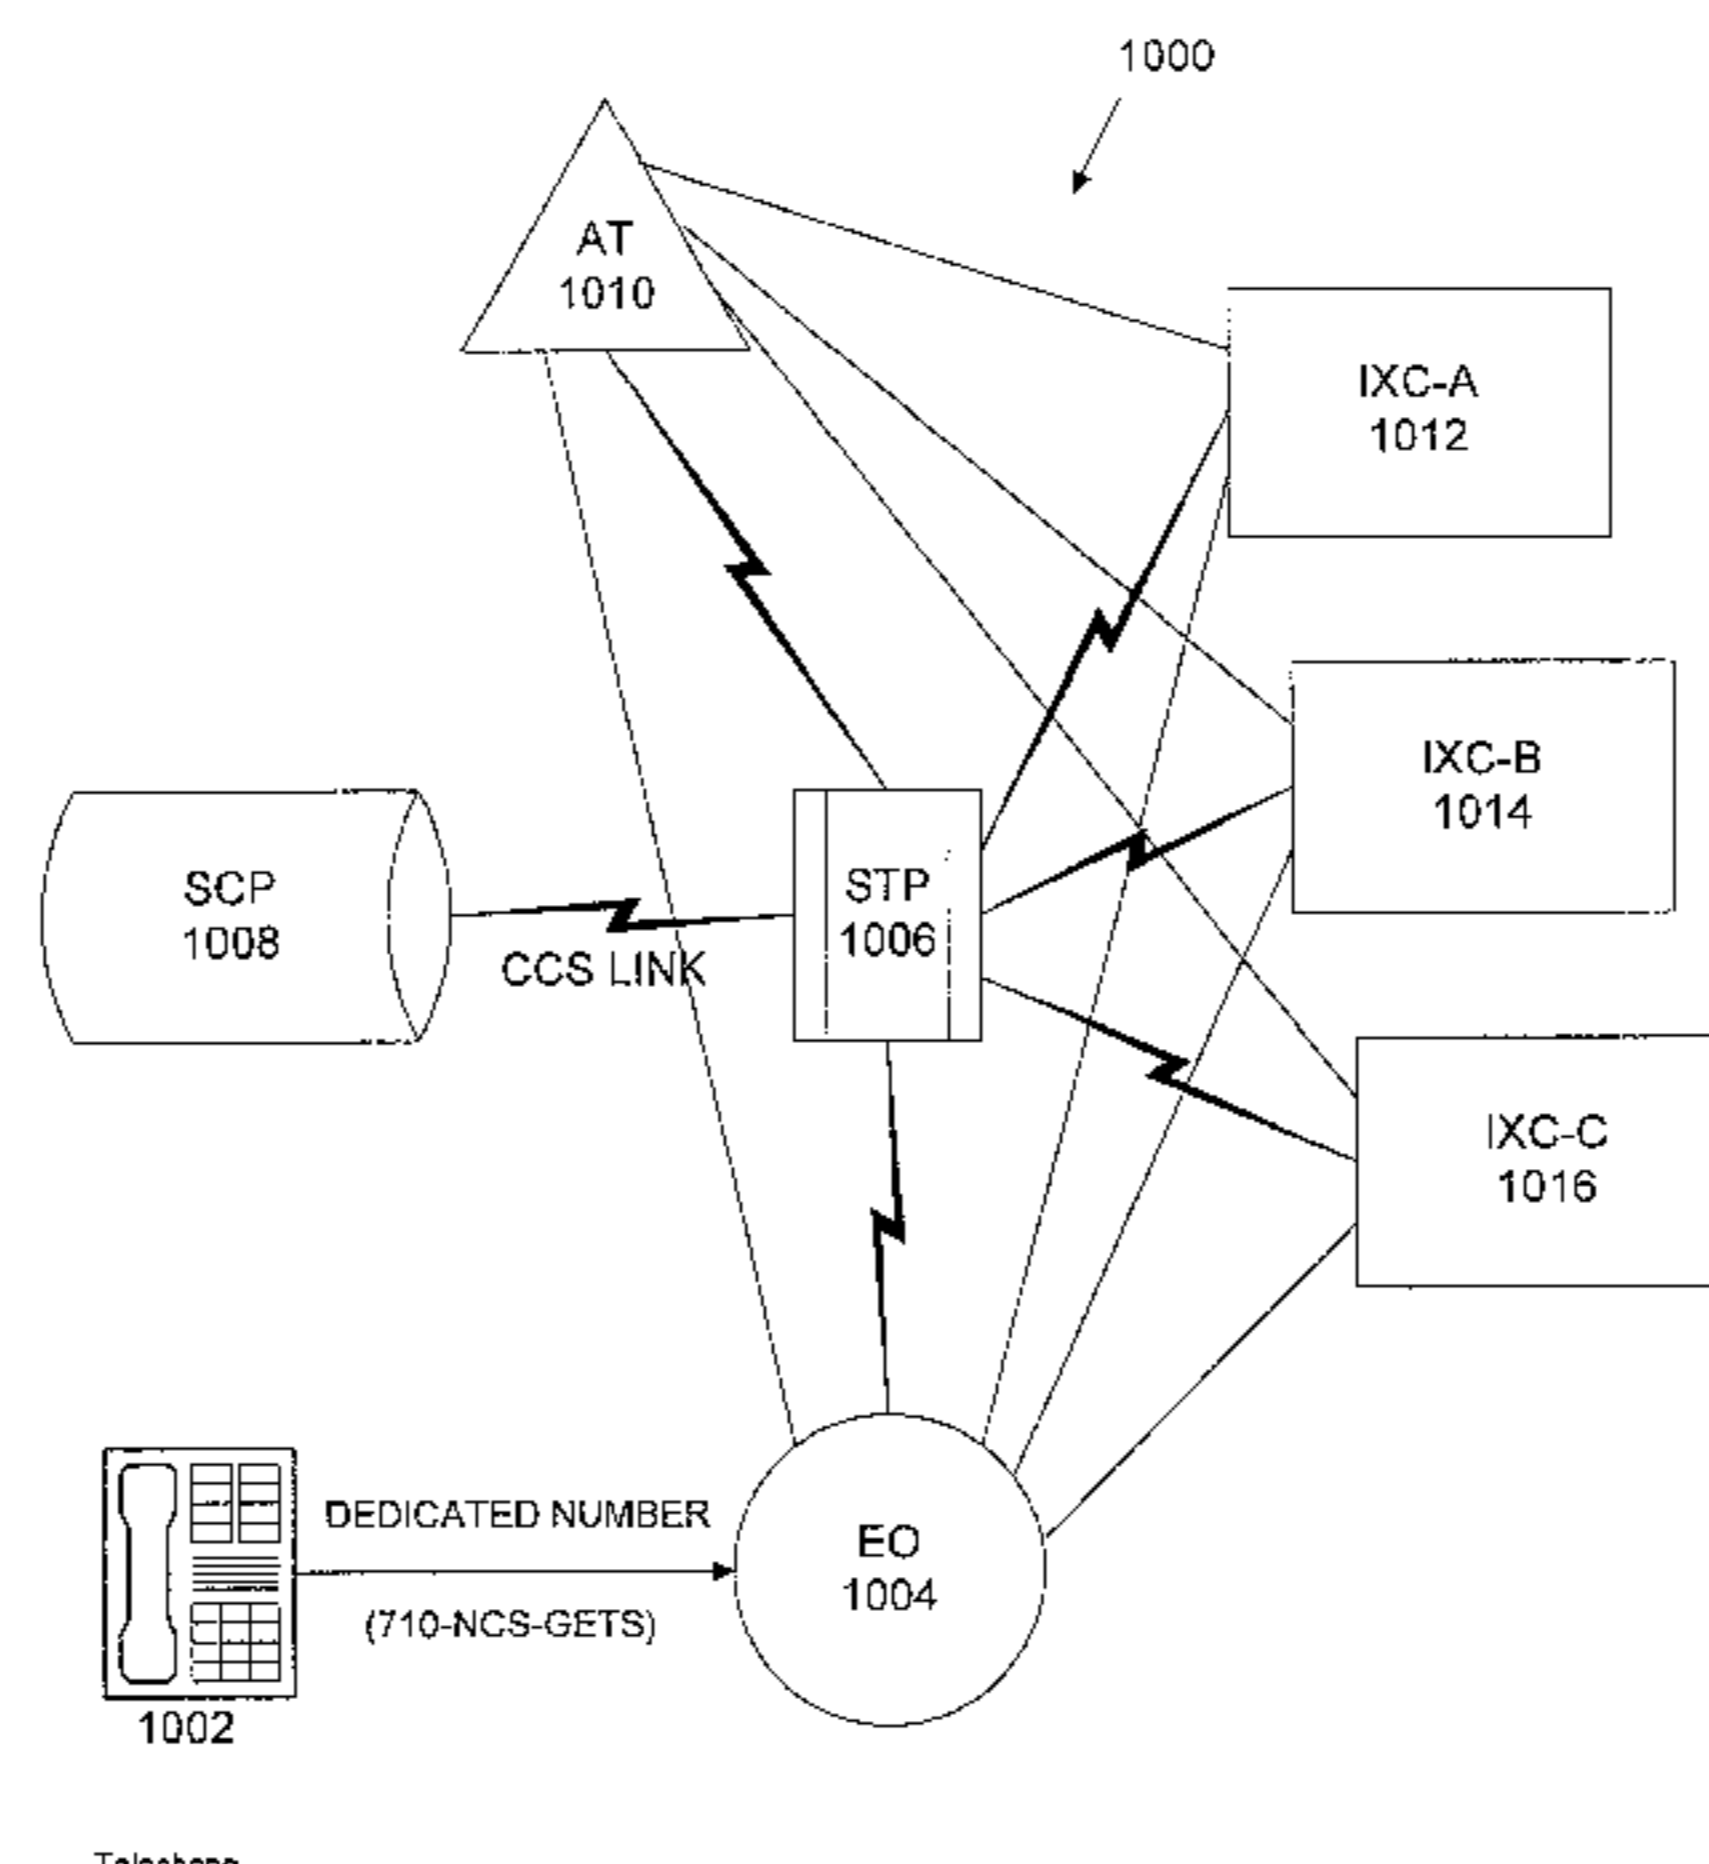 1000
AT
1010
IXC-A
1012
IXC-B
1014
SCP
1008
CCS LINK
STP
1006
IXC-C
1016
DEDICATED NUMBER
(710-NCS-GETS)
EO
1004
1002